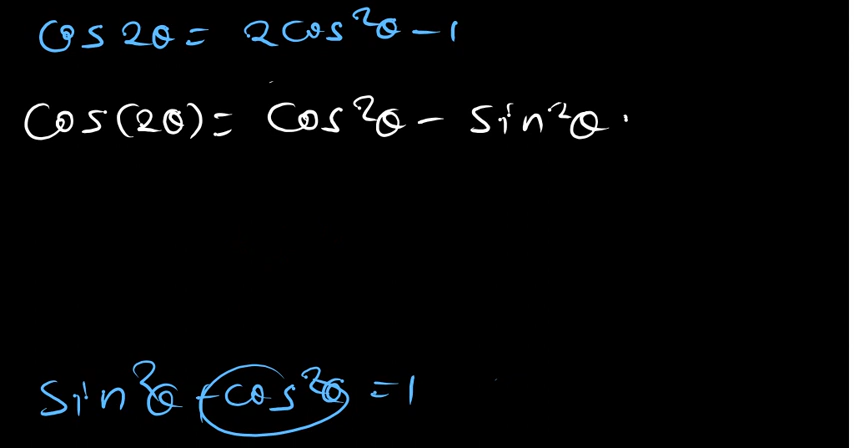 cos 2θ = 2cos²θ - 1
cos(2θ) = cos²θ - sin²θ.
sin²θ + cos²θ = 1